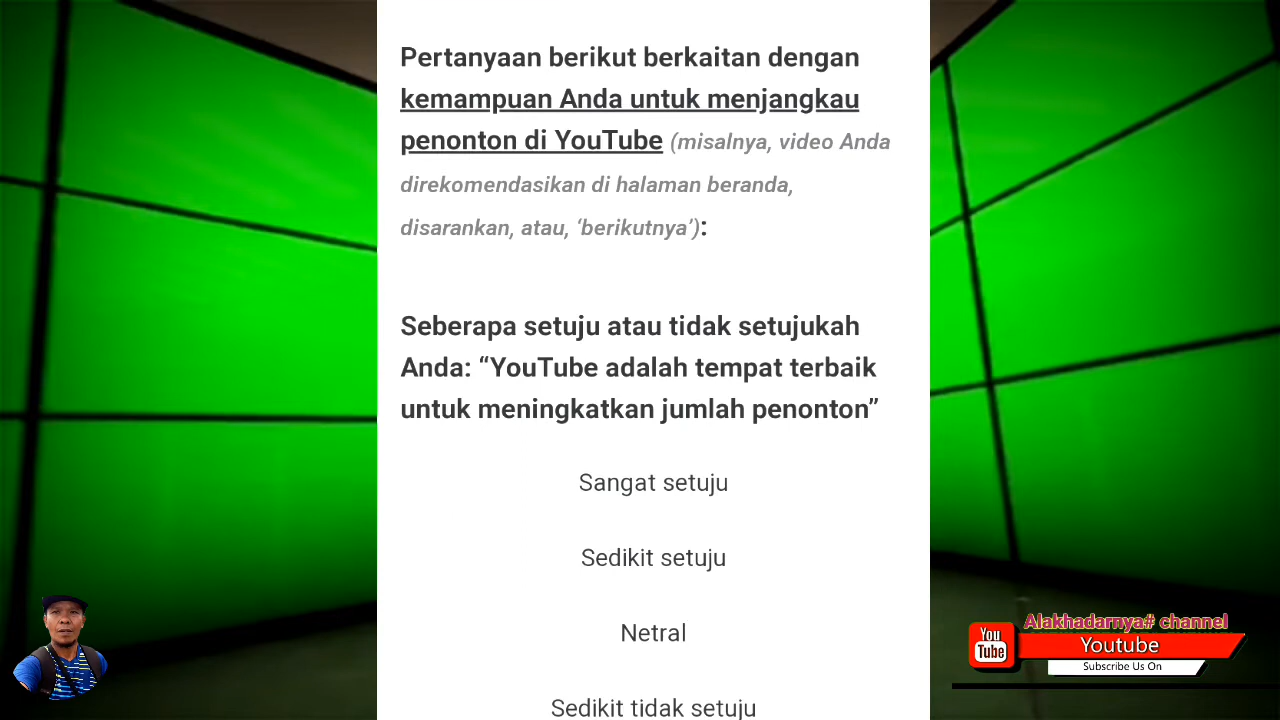 Pertanyaan berikut berkaitan dengan
kemampuan Anda untuk menjangkau
penonton di YouTube (misalnya, video Anda
direkomendasikan di halaman beranda,
disarankan, atau, ‘berikutnya’):
Seberapa setuju atau tidak setujukah
Anda: “YouTube adalah tempat terbaik
untuk meningkatkan jumlah penonton”
Sangat setuju
Sedikit setuju
Netral
Sedikit tidak setuju
Alakhadarnya# channel
You
Tube
Youtube
Subscribe Us On